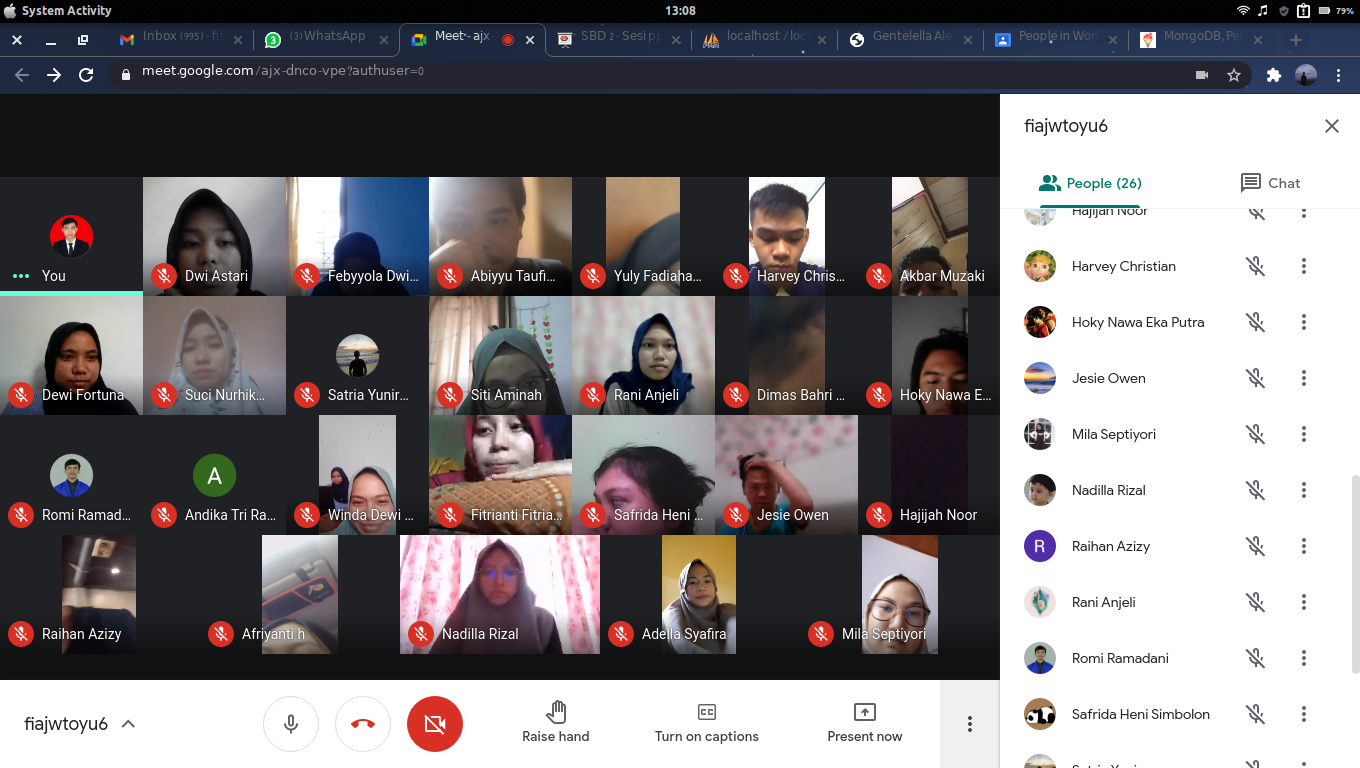 System Activity
13:08
79%
Inbox (995) - fi
(3) WhatsApp
Meet - ajx
SBD 2 - Sesi pp
localhost / loc
Gentelella Ale
People in Wor
MongoDB, Per
meet.google.com/ajx-dnco-vpe?authuser=0
fiajwtoyu6
People (26)
Chat
Hajijah Noor
Harvey Christian
Hoky Nawa Eka Putra
Jesie Owen
Mila Septiyori
Nadilla Rizal
R
Raihan Azizy
Rani Anjeli
Romi Ramadani
Safrida Heni Simbolon
You
Dwi Astari
Febyyola Dwi...
Abiyyu Taufi...
Yuly Fadiaha...
Harvey Chris...
Akbar Muzaki
Dewi Fortuna
Suci Nurhik...
Satria Yunir...
Siti Aminah
Rani Anjeli
Dimas Bahri ...
Hoky Nawa E...
Romi Ramad...
A
Andika Tri Ra...
Winda Dewi ...
Fitrianti Fitria...
Safrida Heni ...
Jesie Owen
Hajijah Noor
Raihan Azizy
Afriyanti h
Nadilla Rizal
Adella Syafira
Mila Septiyori
fiajwtoyu6
Raise hand
Turn on captions
Present now